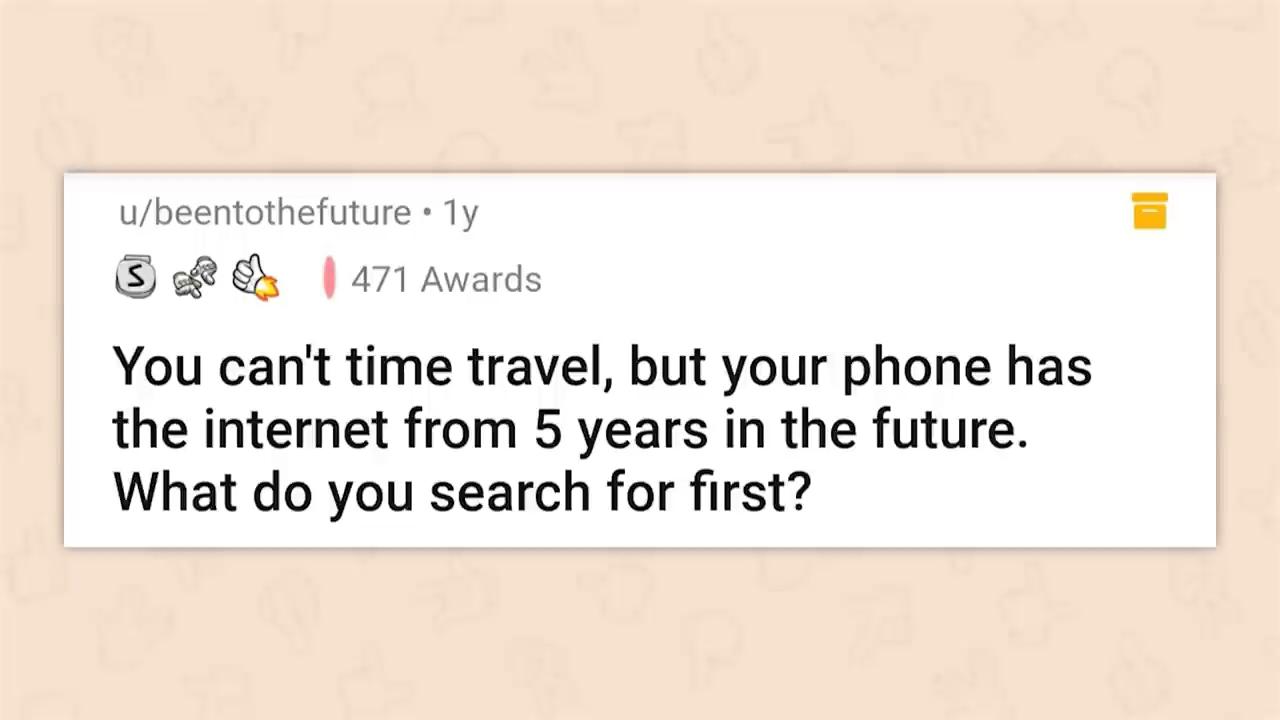 u/beentothefuture • 1y
S
471 Awards
You can't time travel, but your phone has
the internet from 5 years in the future.
What do you search for first?